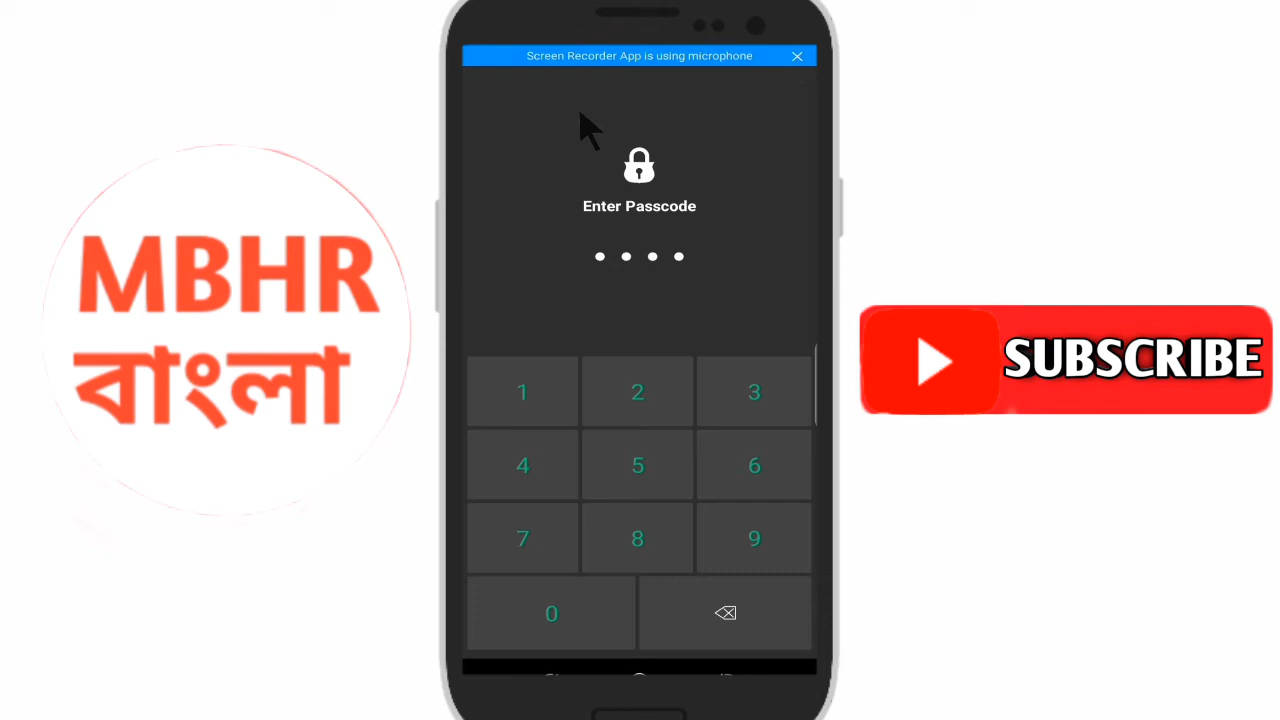 Screen Recorder App is using microphone
Enter Passcode
MBHR
বাংলা
SUBSCRIBE
1 2 3
4 5 6
7 8 9
0